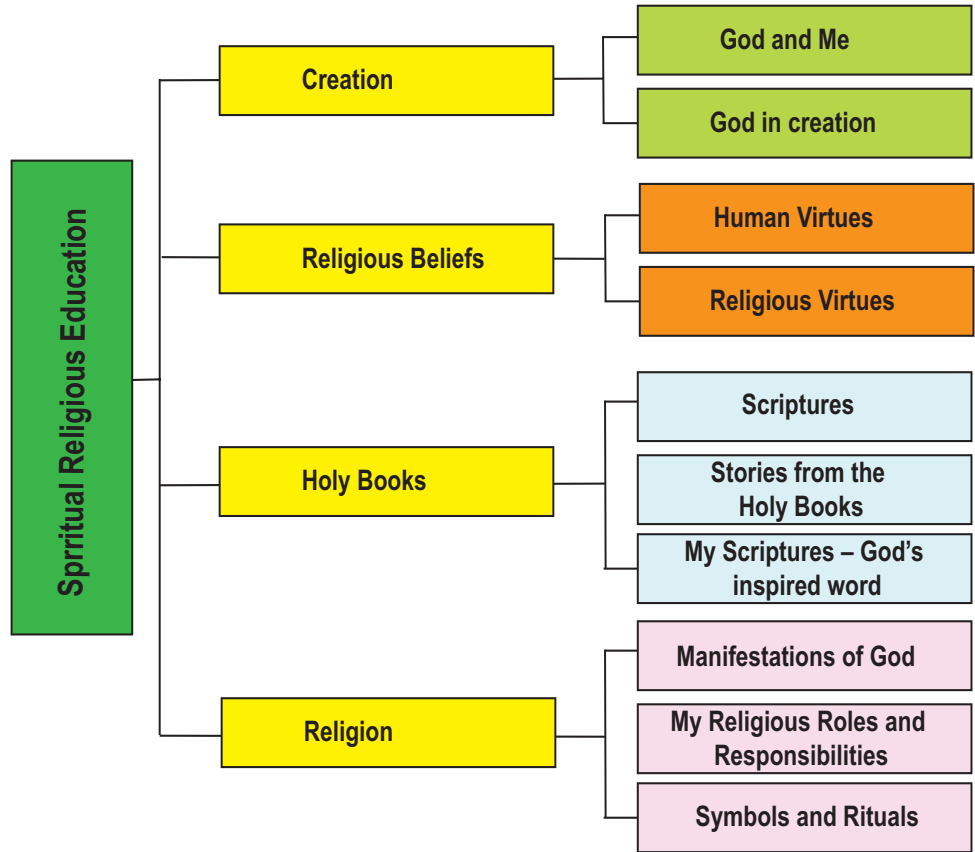 Sprritual Religious Education
Creation
God and Me
God in creation
Religious Beliefs
Human Virtues
Religious Virtues
Holy Books
Scriptures
Stories from the
Holy Books
My Scriptures – God's
inspired word
Religion
Manifestations of God
My Religious Roles and
Responsibilities
Symbols and Rituals